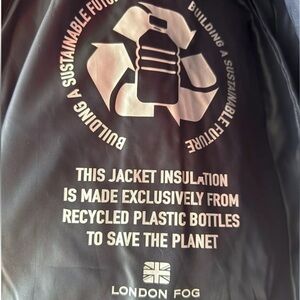 BUILDING A SUSTAINABLE FUTURE
BUILDING A SUSTAINABLE FUTURE
THIS JACKET INSULATION
IS MADE EXCLUSIVELY FROM
RECYCLED PLASTIC BOTTLES
TO SAVE THE PLANET
LONDON FOG